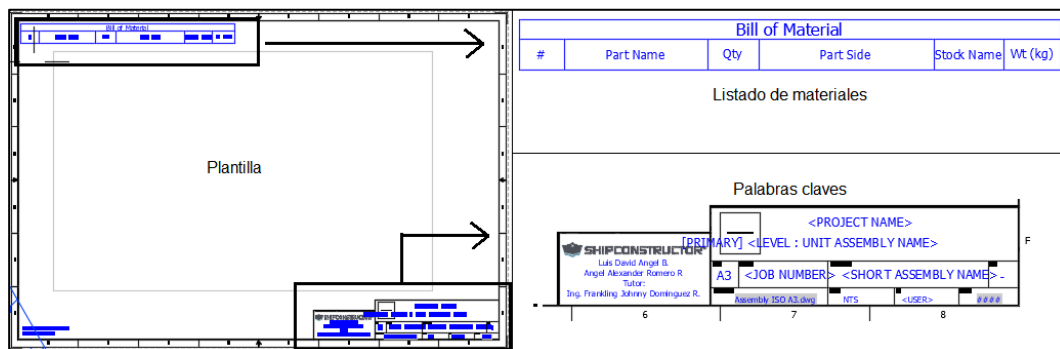 Bill of Material
Plantilla
Bill of Material
# Part Name Qty Part Side Stock Name Wt (kg)
Listado de materiales
Palabras claves
<PROJECT NAME>
[PRIMARY] <LEVEL : UNIT ASSEMBLY NAME>
SHIPCONSTRUCTOR
Luis David Angel B.
Angel Alexander Romero R
Tutor:
Ing. Frankling Johnny Dominguez R.
A3 <JOB NUMBER> <SHORT ASSEMBLY NAME> -
Assembly ISO A3.dwg NTS <USER> ####
F
6 7 8
SHIPCONSTRUCTOR